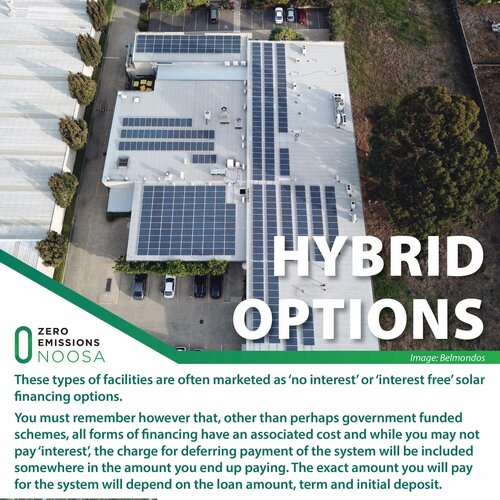 HYBRID
OPTIONS
ZERO
EMISSIONS
NOOSA
Image: Belmondos
These types of facilities are often marketed as ‘no interest’ or ‘interest free’ solar
financing options.
You must remember however that, other than perhaps government funded
schemes, all forms of financing have an associated cost and while you may not
pay ‘interest’, the charge for deferring payment of the system will be included
somewhere in the amount you end up paying. The exact amount you will pay
for the system will depend on the loan amount, term and initial deposit.